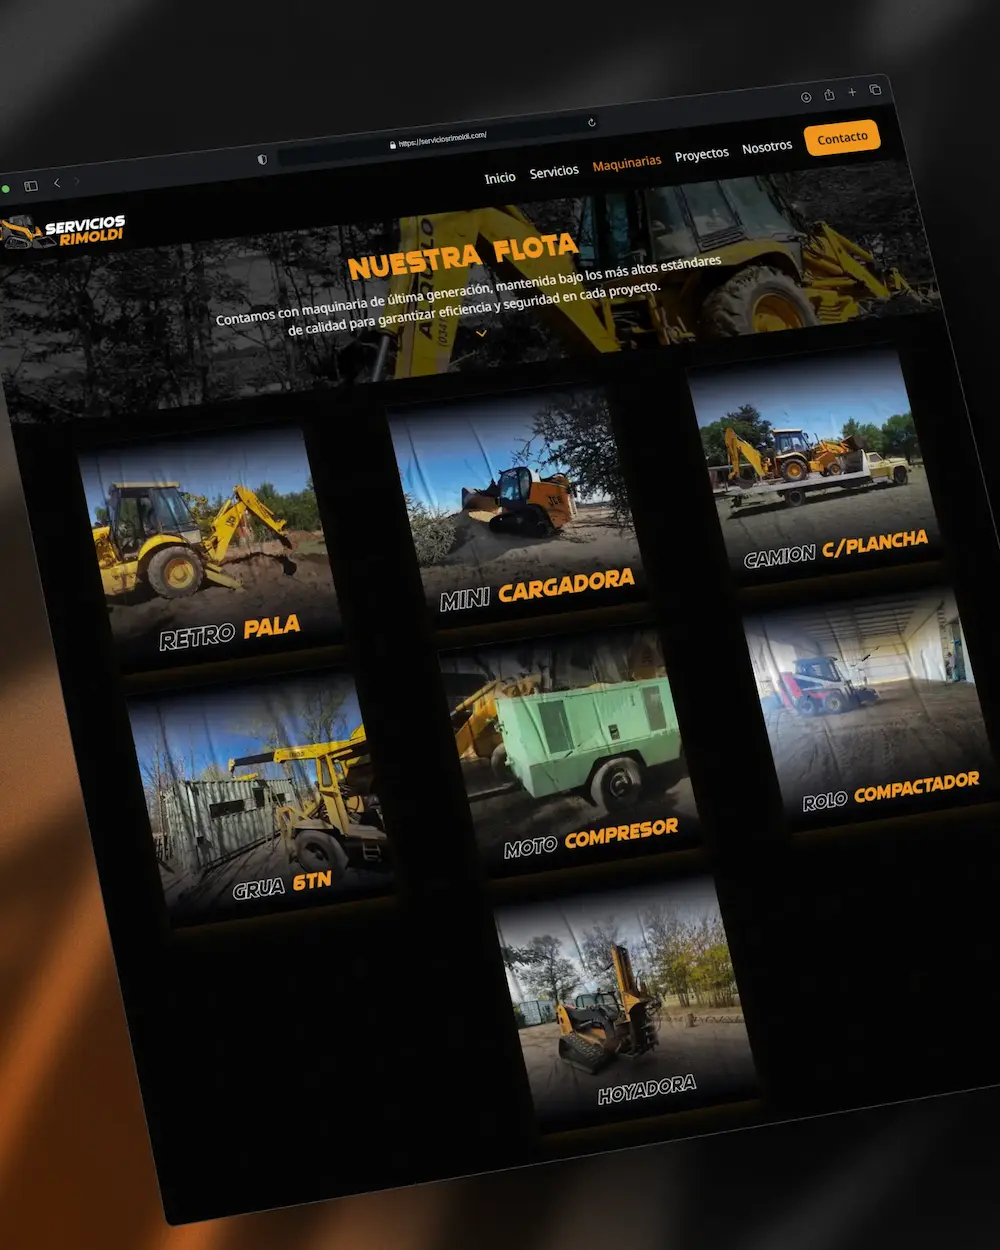 https://serviciosrimoldi.com/
Inicio Servicios Maquinarias Proyectos Nosotros Contacto
SERVICIOS
RIMOLDI
NUESTRA FLOTA
Contamos con maquinaria de última generación, mantenida bajo los más altos estándares
de calidad para garantizar eficiencia y seguridad en cada proyecto.
RETRO PALA
MINI CARGADORA
CAMION C/PLANCHA
GRUA 6TN
MOTO COMPRESOR
ROLO COMPACTADOR
HOYADORA